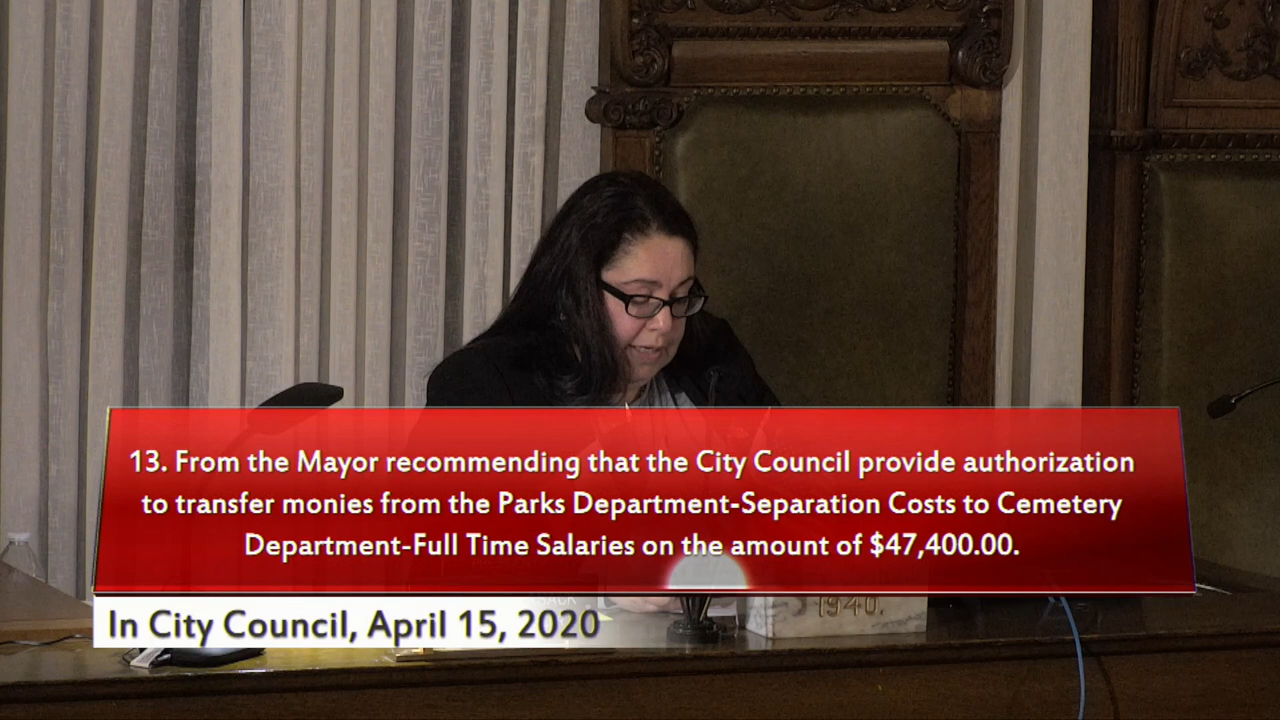 13. From the Mayor recommending that the City Council provide authorization
to transfer monies from the Parks Department-Separation Costs to Cemetery
Department-Full Time Salaries on the amount of $47,400.00.
1940.
In City Council, April 15, 2020